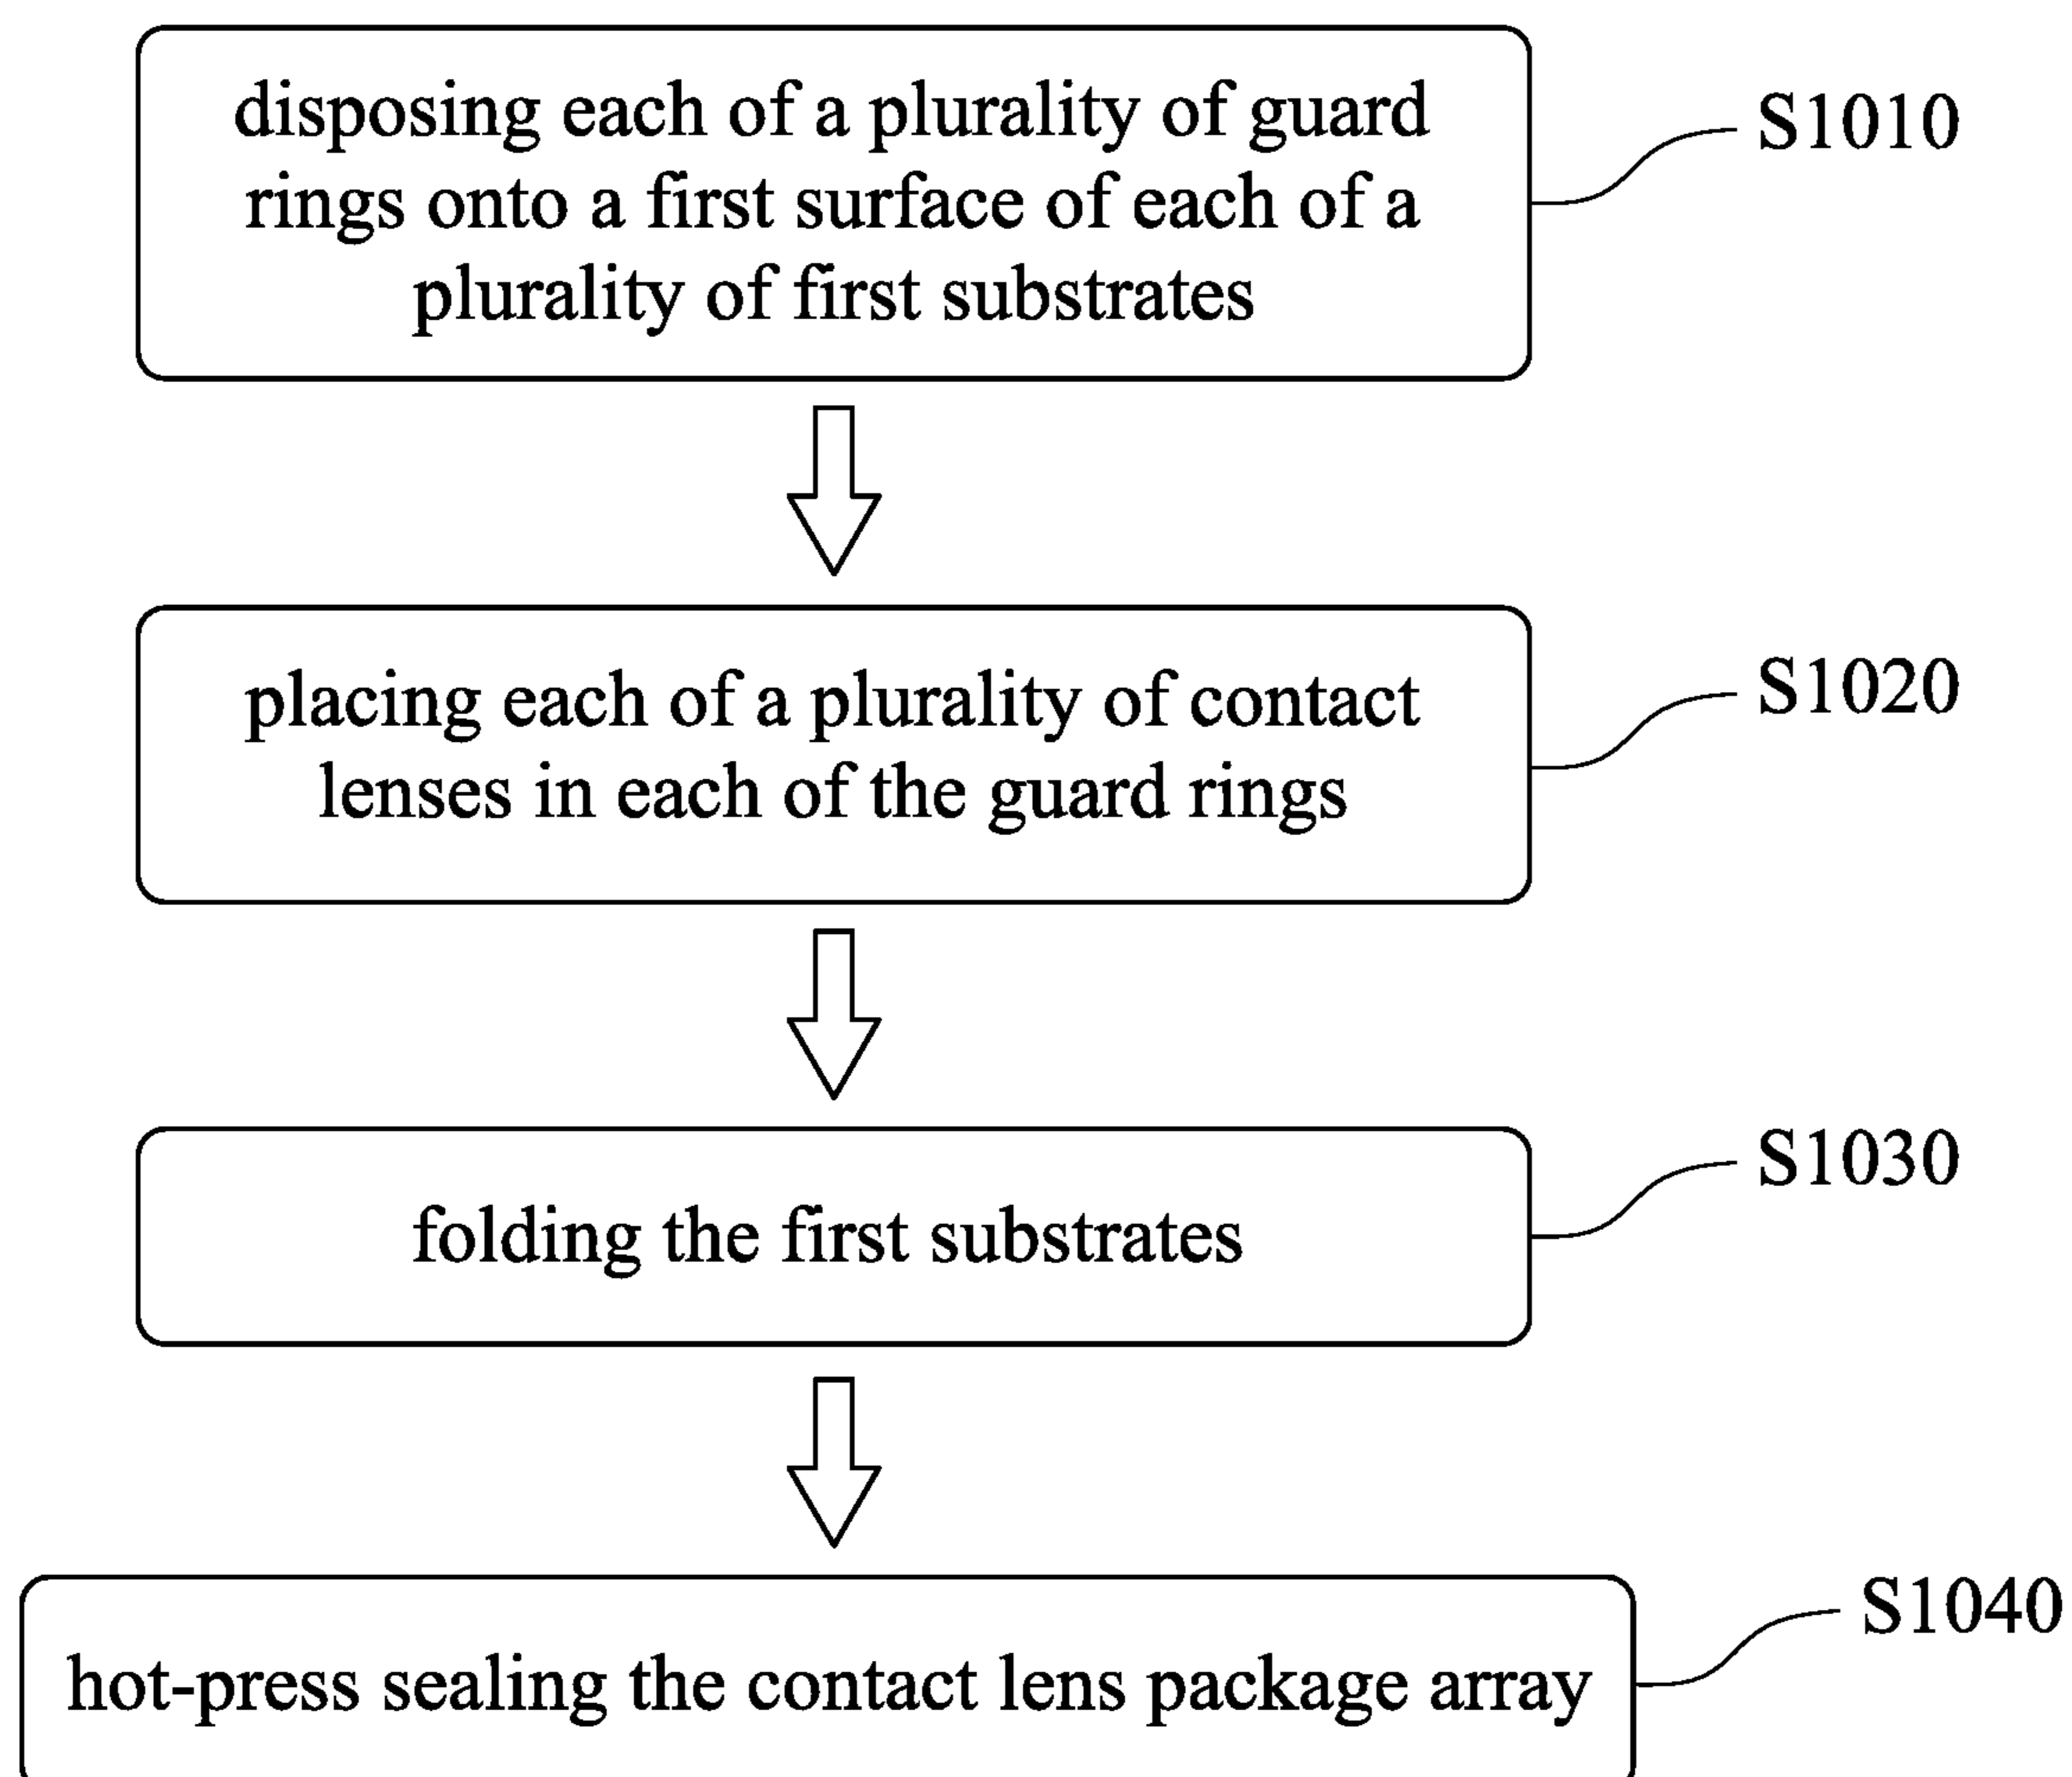 disposing each of a plurality of guard
rings onto a first surface of each of a
plurality of first substrates
S1010
placing each of a plurality of contact
lenses in each of the guard rings
S1020
folding the first substrates
S1030
hot-press sealing the contact lens package array
S1040